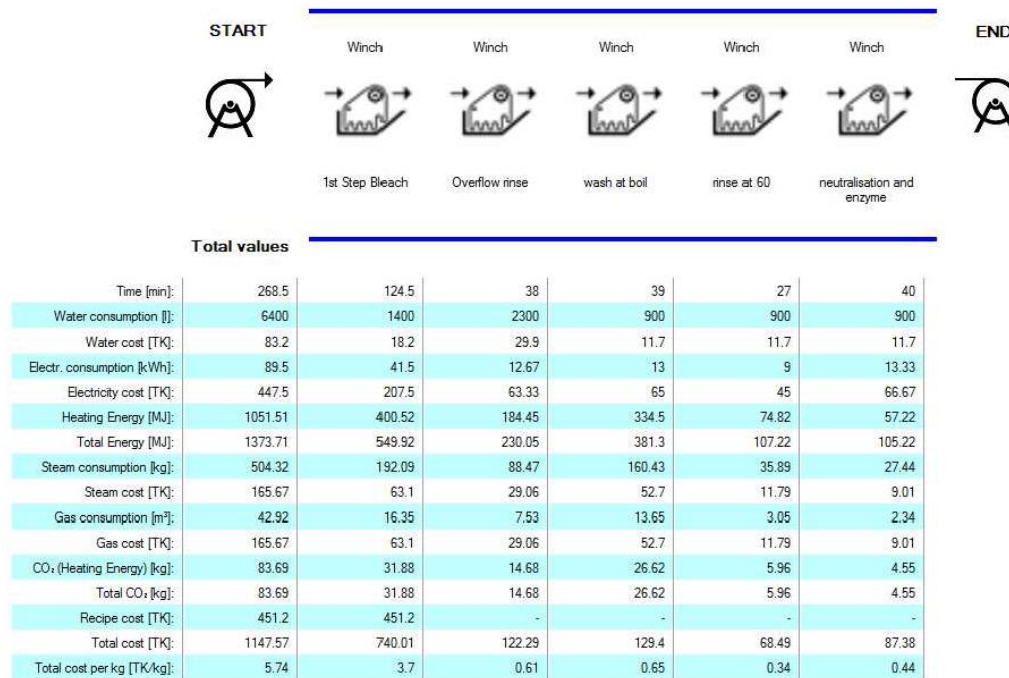 START
END
Winch Winch Winch Winch Winch
1st Step Bleach Overflow rinse wash at boil rinse at 60 neutralisation and enzyme
Total values
Time [min]: 268.5 124.5 38 39 27 40
Water consumption [l]: 6400 1400 2300 900 900 900
Water cost [TK]: 83.2 18.2 29.9 11.7 11.7 11.7
Electr. consumption [kWh]: 89.5 41.5 12.67 13 9 13.33
Electricity cost [TK]: 447.5 207.5 63.33 65 45 66.67
Heating Energy [MJ]: 1051.51 400.52 184.45 334.5 74.82 57.22
Total Energy [MJ]: 1373.71 549.92 230.05 381.3 107.22 105.22
Steam consumption [kg]: 504.32 192.09 88.47 160.43 35.89 27.44
Steam cost [TK]: 165.67 63.1 29.06 52.7 11.79 9.01
Gas consumption [m³]: 42.92 16.35 7.53 13.65 3.05 2.34
Gas cost [TK]: 165.67 63.1 29.06 52.7 11.79 9.01
CO₂ (Heating Energy) [kg]: 83.69 31.88 14.68 26.62 5.96 4.55
Total CO₂ [kg]: 83.69 31.88 14.68 26.62 5.96 4.55
Recipe cost [TK]: 451.2 451.2 - - - -
Total cost [TK]: 1147.57 740.01 122.29 129.4 68.49 87.38
Total cost per kg [TK/kg]: 5.74 3.7 0.61 0.65 0.34 0.44